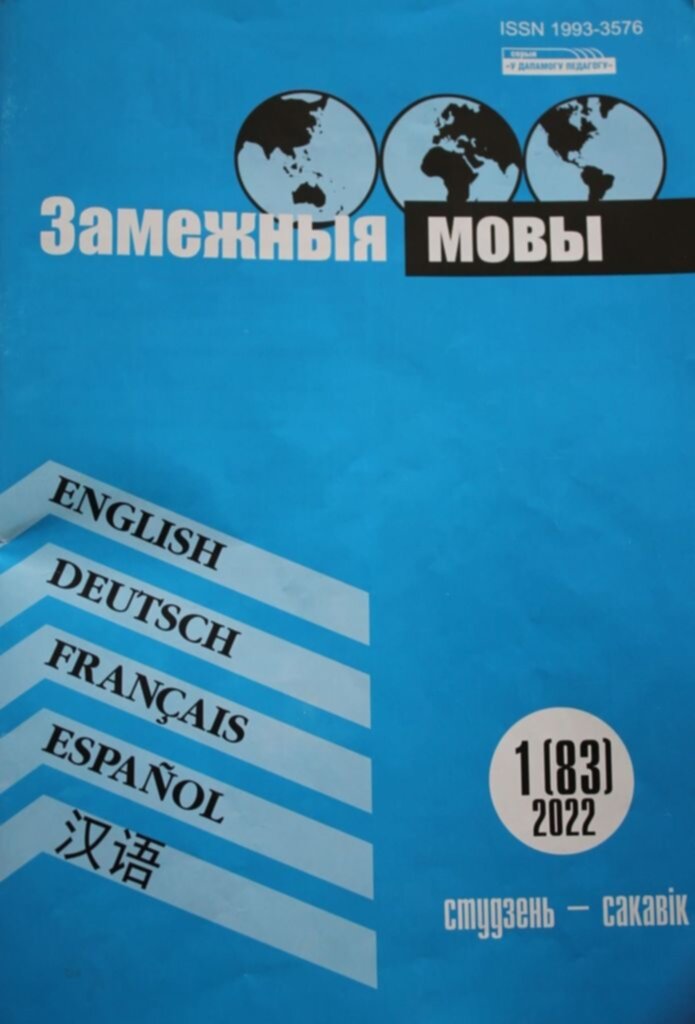 ISSN 1993-3576
серыя
«У ДАПАМОГУ ПЕДАГОГУ»
Замежныя мовы
ENGLISH
DEUTSCH
FRANÇAIS
ESPAÑOL
汉语
1 (83)
2022
студзень – сакавік